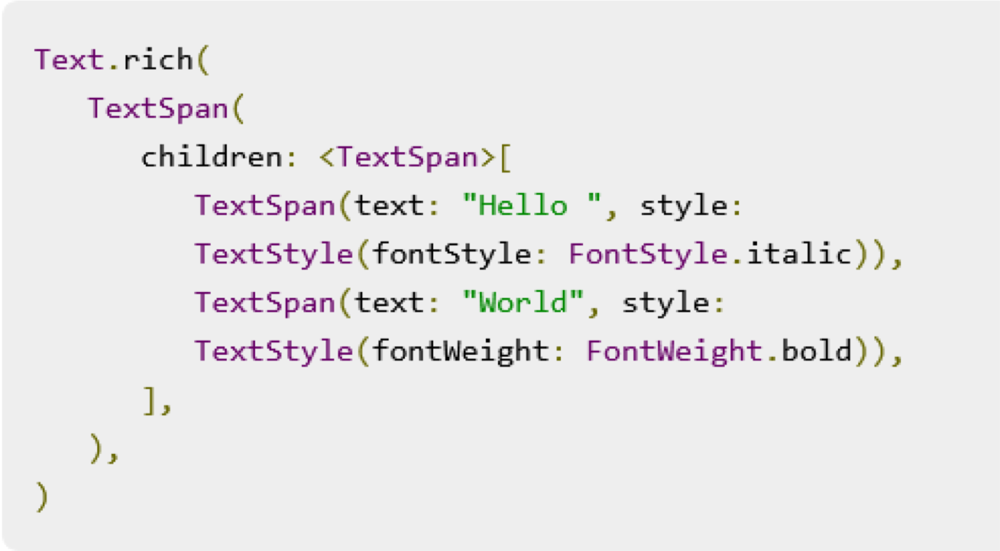 Text.rich(
   TextSpan(
      children: <TextSpan>[
         TextSpan(text: "Hello ", style:
         TextStyle(fontStyle: FontStyle.italic)),
         TextSpan(text: "World", style:
         TextStyle(fontWeight: FontWeight.bold)),
      ],
   ),
)